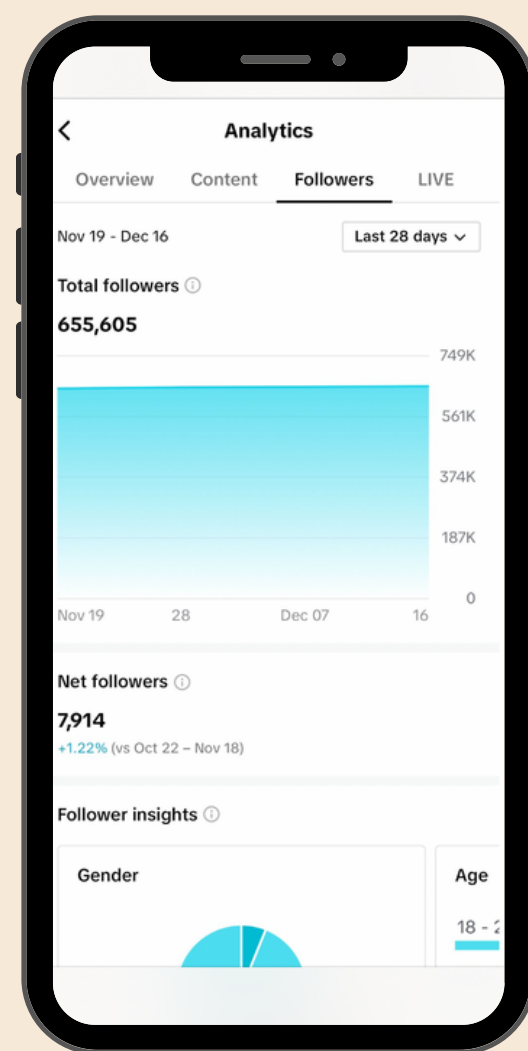 Analytics
Overview Content Followers LIVE
Nov 19 - Dec 16 Last 28 days
Total followers
655,605
749K
561K
374K
187K
0
Nov 19 28 Dec 07 16
Net followers
7,914
+1.22% (vs Oct 22 – Nov 18)
Follower insights
Gender Age
18 -